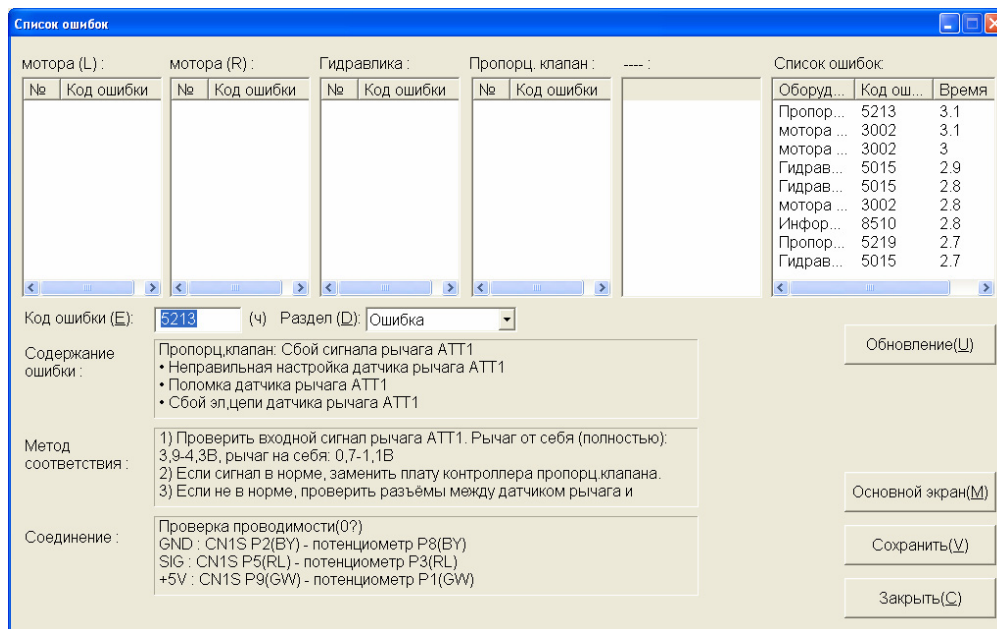 Список ошибок
мотора (L) : мотора (R) : Гидравлика : Пропорц. клапан : ---- : Список ошибок:
№ Код ошибки № Код ошибки № Код ошибки № Код ошибки Оборуд... Код ош... Время
Пропор... 5213 3.1
мотора ... 3002 3.1
мотора ... 3002 3
Гидрав... 5015 2.9
Гидрав... 5015 2.8
мотора ... 3002 2.8
Инфор... 8510 2.8
Пропор... 5219 2.7
Гидрав... 5015 2.7
Код ошибки (E): 5213 (ч) Раздел (D): Ошибка
Обновление(U)
Содержание ошибки :
Пропорц,клапан: Сбой сигнала рычага АТТ1
• Неправильная настройка датчика рычага АТТ1
• Поломка датчика рычага АТТ1
• Сбой эл,цепи датчика рычага АТТ1
Метод соответствия :
1) Проверить входной сигнал рычага АТТ1. Рычаг от себя (полностью):
3,9-4,3В, рычаг на себя: 0,7-1,1В
2) Если сигнал в норме, заменить плату контроллера пропорц.клапана.
3) Если не в норме, проверить разъёмы между датчиком рычага и
Основной экран(M)
Соединение :
Проверка проводимости(0?)
GND : CN1S P2(BY) - потенциометр P8(BY)
SIG : CN1S P5(RL) - потенциометр P3(RL)
+5V : CN1S P9(GW) - потенциометр P1(GW)
Сохранить(V)
Закрыть(C)